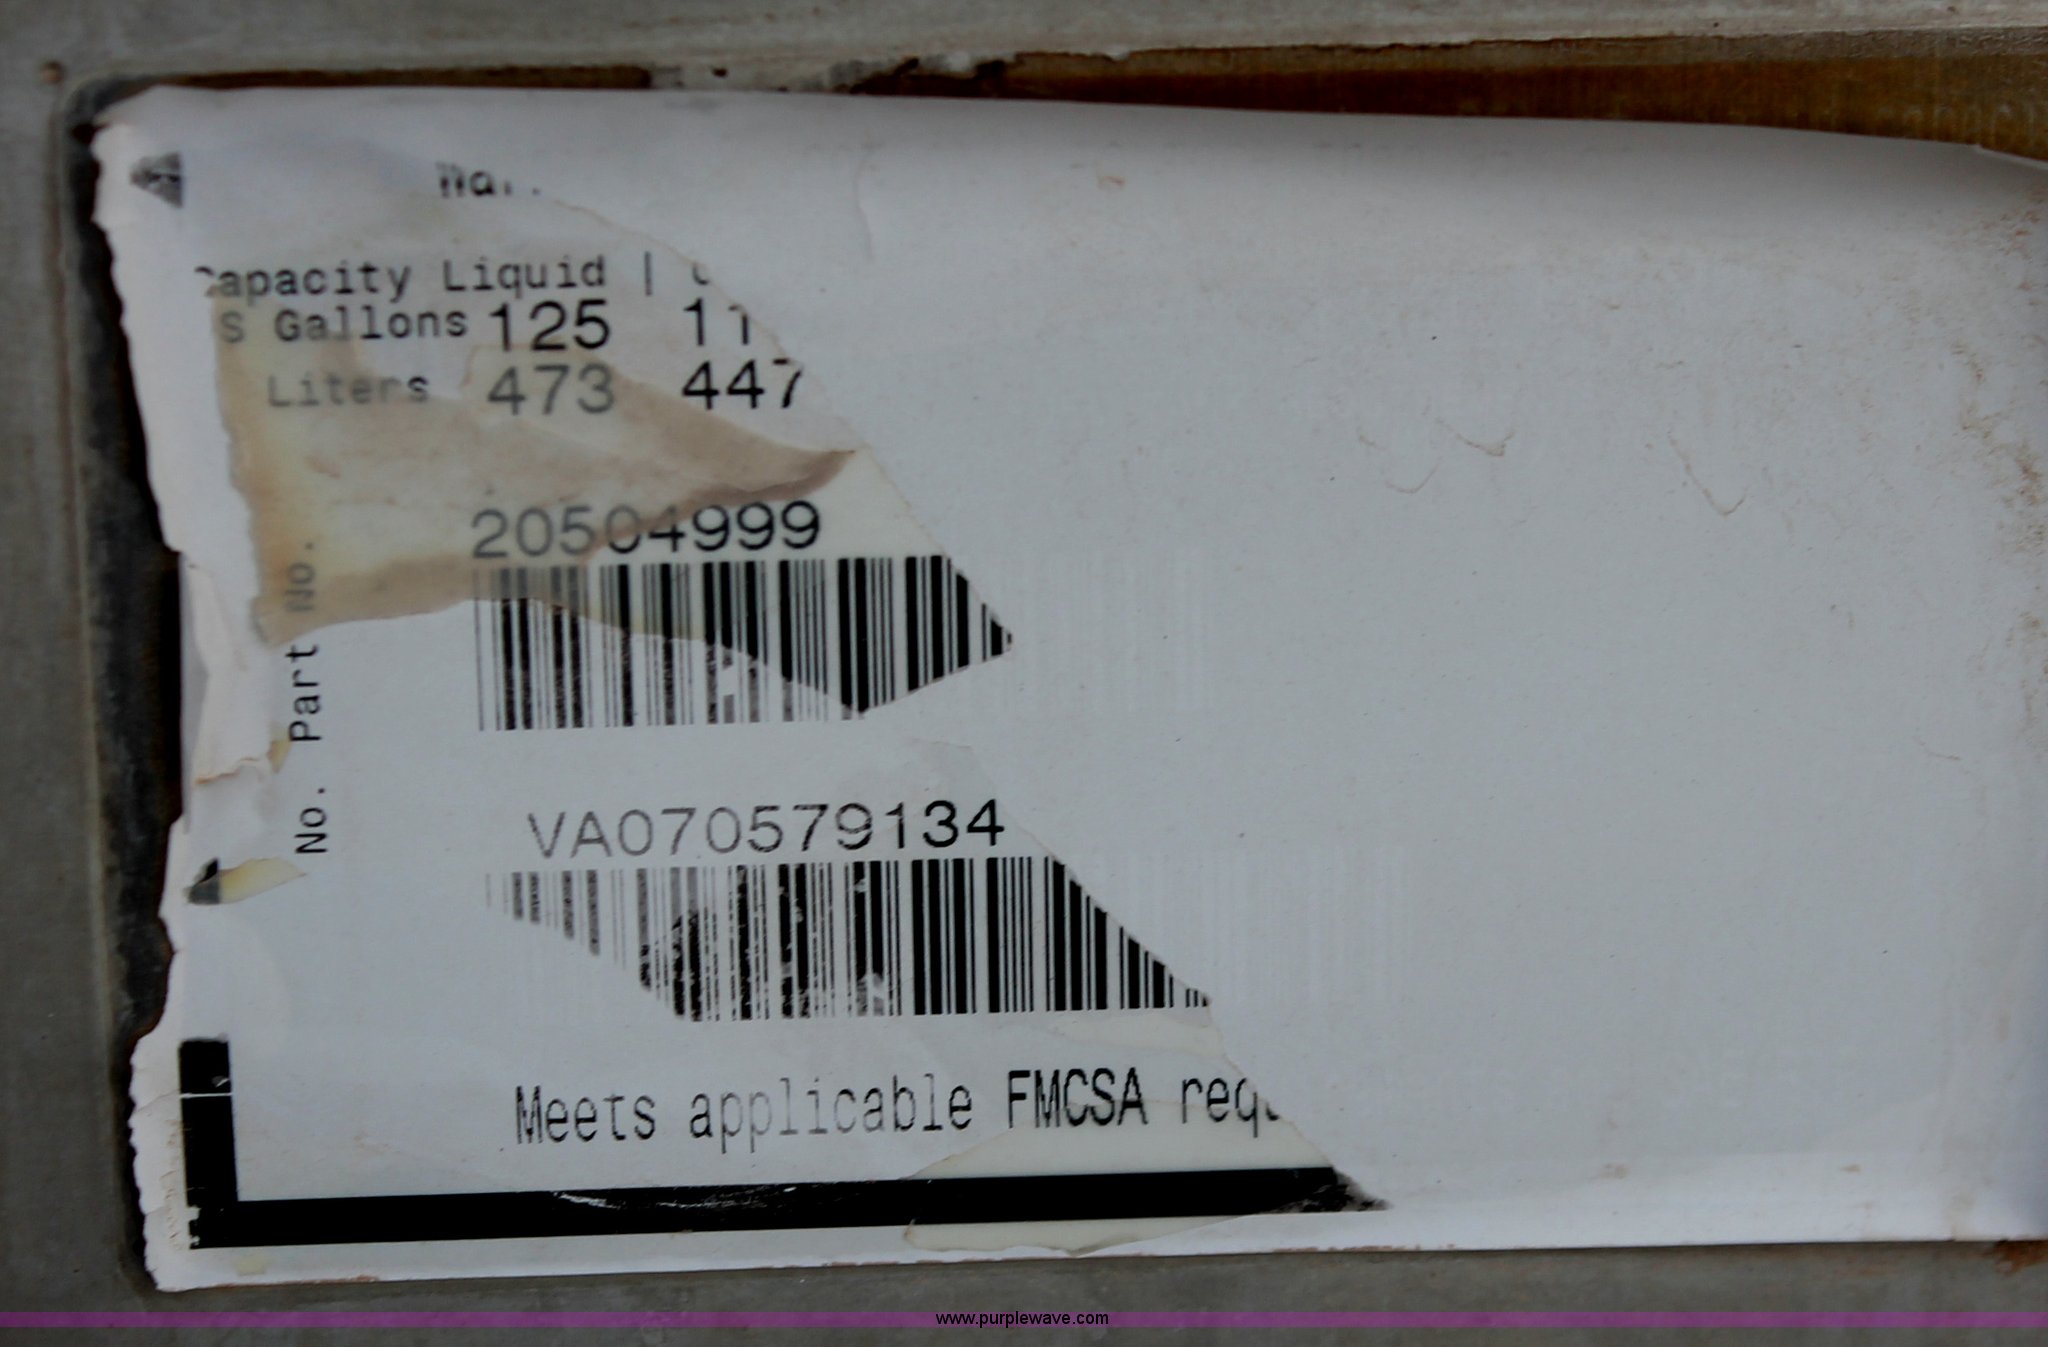 Capacity Liquid |
S Gallons 125
Liters 473 447
20504999
No. Part No.
VA070579134
Meets applicable FMCSA
www.purplewave.com